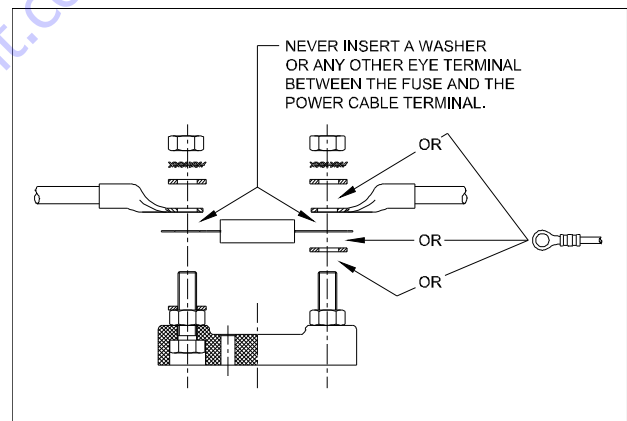 NEVER INSERT A WASHER
OR ANY OTHER EYE TERMINAL
BETWEEN THE FUSE AND THE
POWER CABLE TERMINAL.
OR
OR
OR